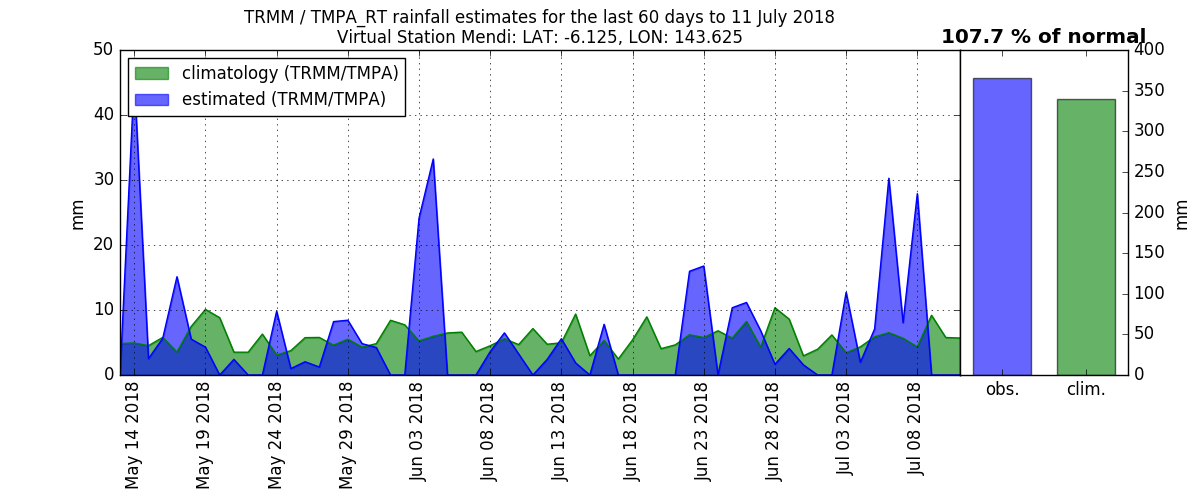 TRMM / TMPA_RT rainfall estimates for the last 60 days to 11 July 2018
Virtual Station Mendi: LAT: -6.125, LON: 143.625
107.7 % of normal
climatology (TRMM/TMPA)
estimated (TRMM/TMPA)
50
40
30
20
10
0
mm
May 14 2018
May 19 2018
May 24 2018
May 29 2018
Jun 03 2018
Jun 08 2018
Jun 13 2018
Jun 18 2018
Jun 23 2018
Jun 28 2018
Jul 03 2018
Jul 08 2018
obs.
clim.
400
350
300
250
200
150
100
50
0
mm